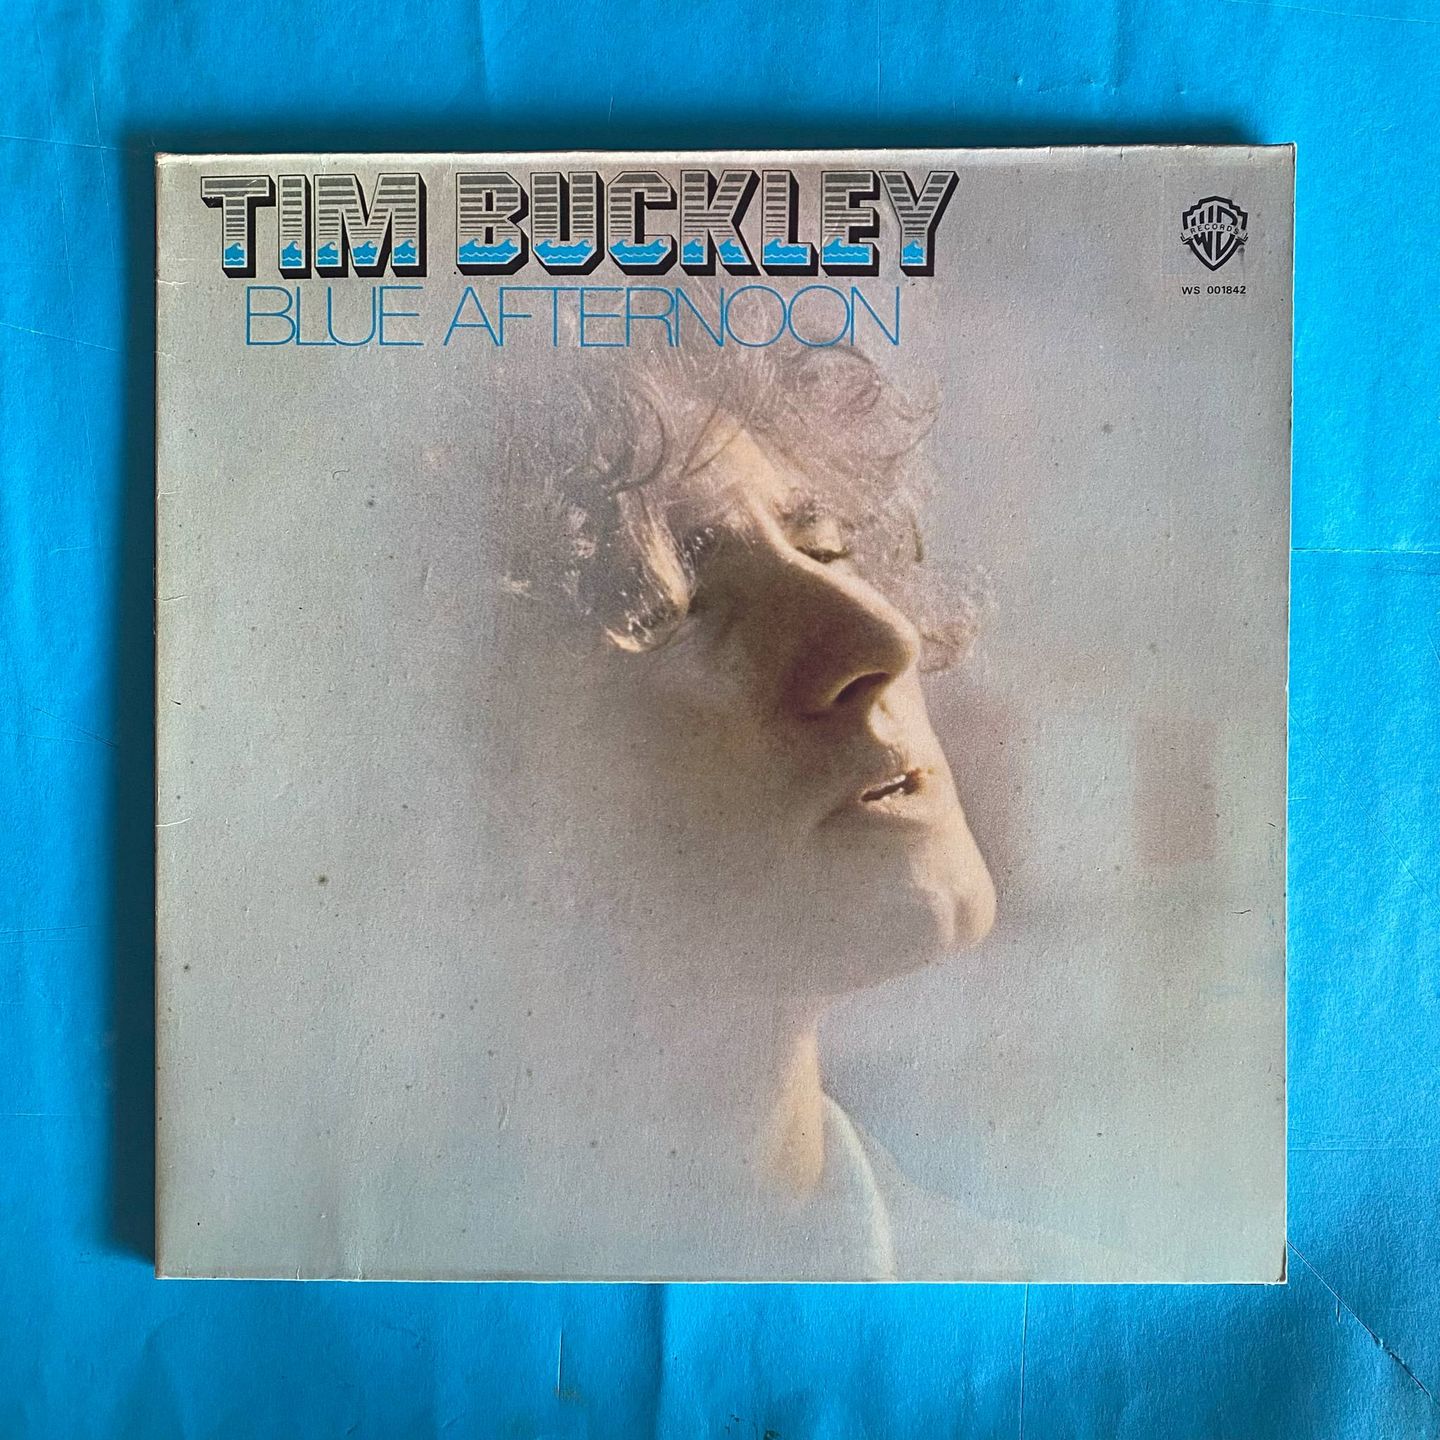 TIM BUCKLEY
BLUE AFTERNOON
WB
RECORDS
WS 001842